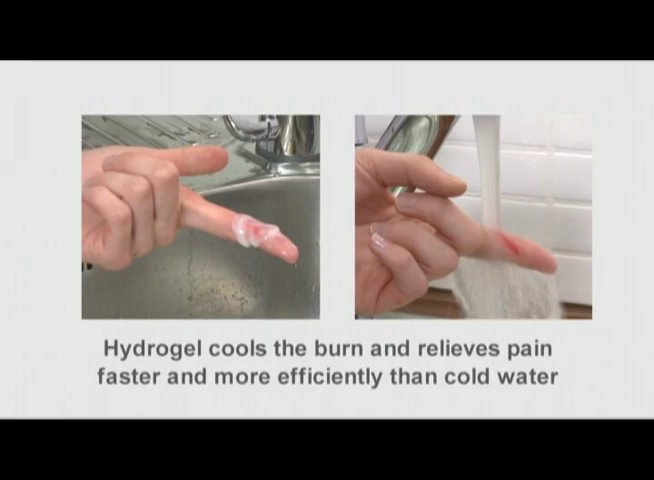 Hydrogel cools the burn and relieves pain
faster and more efficiently than cold water